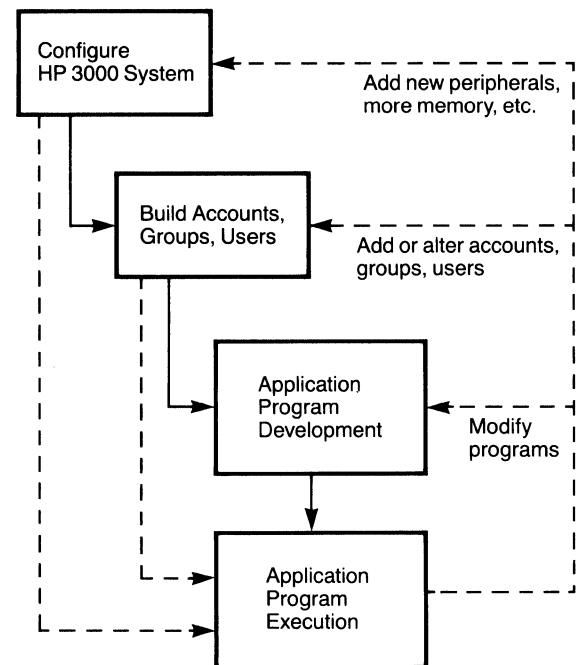 Configure
HP 3000 System
Add new peripherals,
more memory, etc.
Build Accounts,
Groups, Users
Add or alter accounts,
groups, users
Application
Program
Development
Modify
programs
Application
Program
Execution